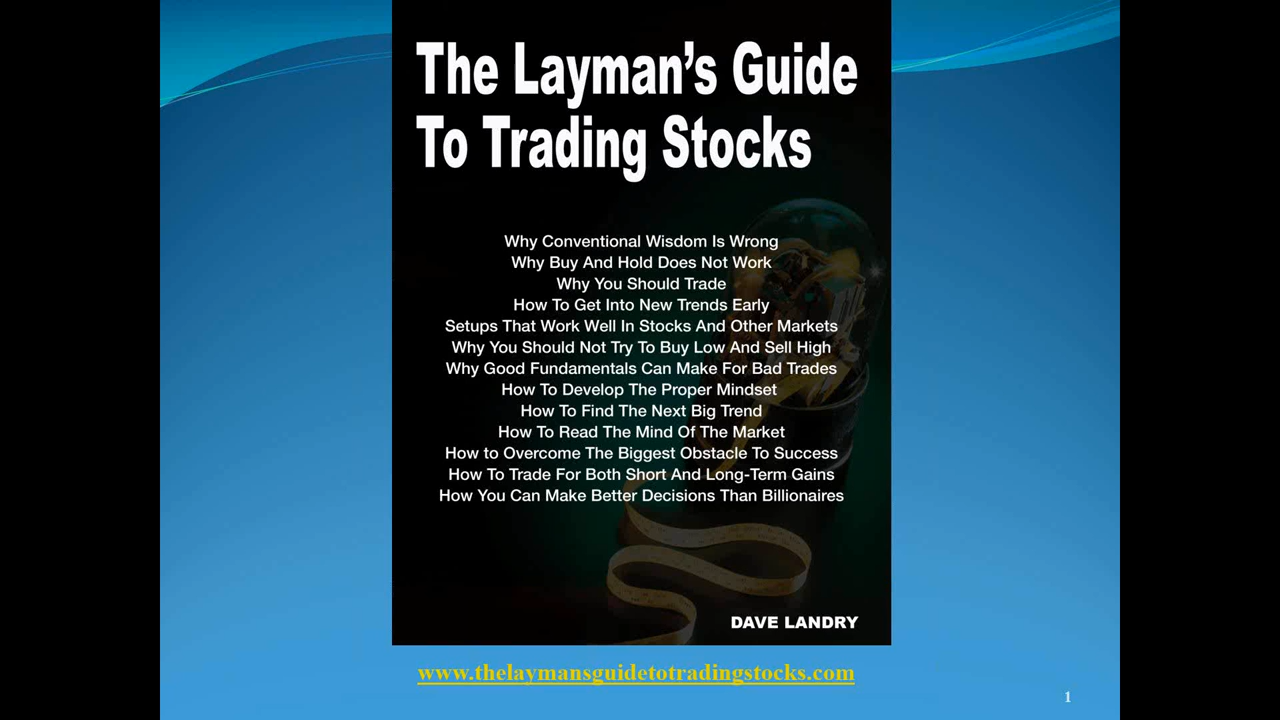 The Layman's Guide
To Trading Stocks
Why Conventional Wisdom Is Wrong
Why Buy And Hold Does Not Work
Why You Should Trade
How To Get Into New Trends Early
Setups That Work Well In Stocks And Other Markets
Why You Should Not Try To Buy Low And Sell High
Why Good Fundamentals Can Make For Bad Trades
How To Develop The Proper Mindset
How To Find The Next Big Trend
How To Read The Mind Of The Market
How to Overcome The Biggest Obstacle To Success
How To Trade For Both Short And Long-Term Gains
How You Can Make Better Decisions Than Billionaires
DAVE LANDRY
www.thelaymansguidetotradingstocks.com
1